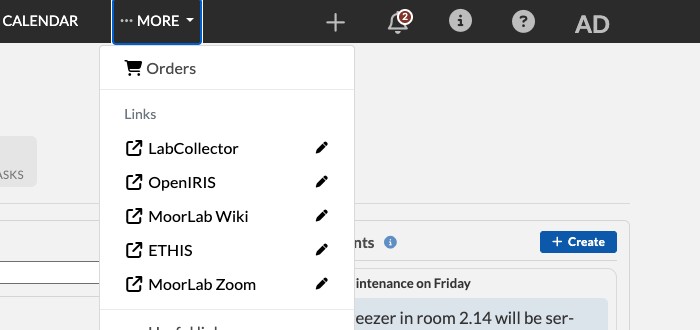 CALENDAR ··· MORE 2 i ? AD
Orders
Links
LabCollector
ASKS
OpenIRIS
MoorLab Wiki
nts i + Create
ETHIS
MoorLab Zoom
intenance on Friday
eezer in room 2.14 will be ser-